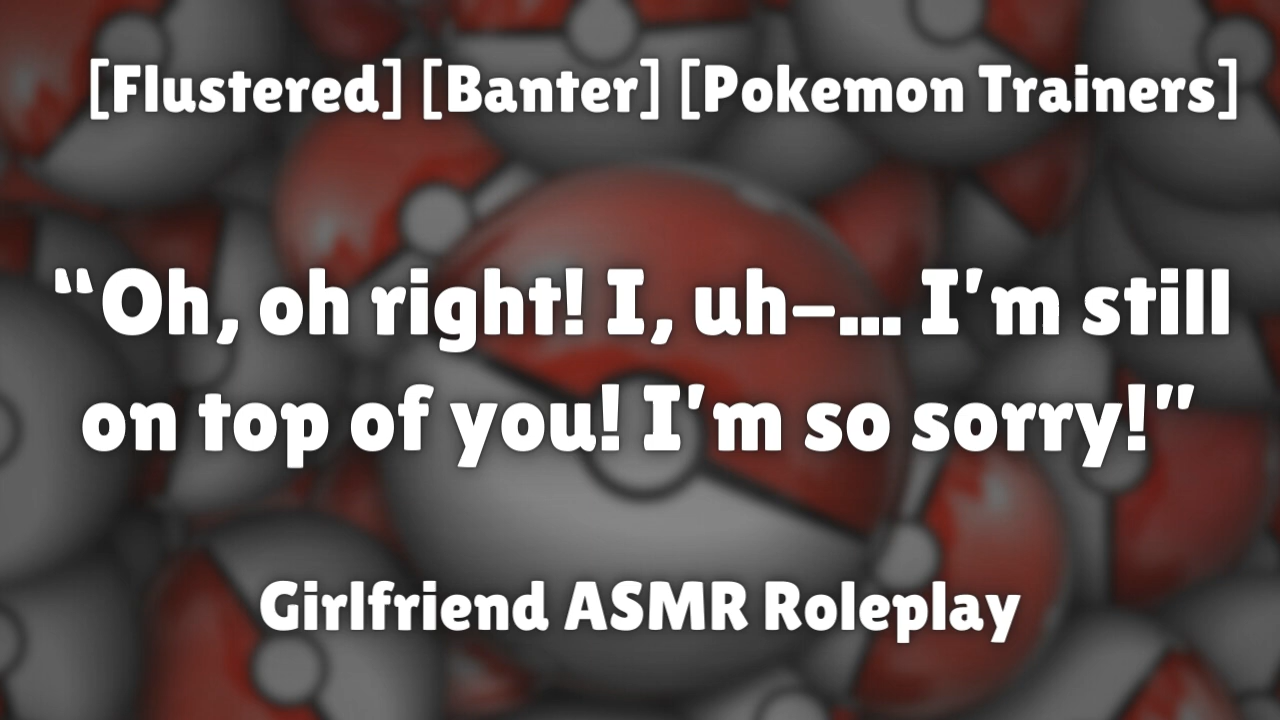 [Flustered] [Banter] [Pokemon Trainers]
“Oh, oh right! I, uh–... I'm still
on top of you! I'm so sorry!”
Girlfriend ASMR Roleplay